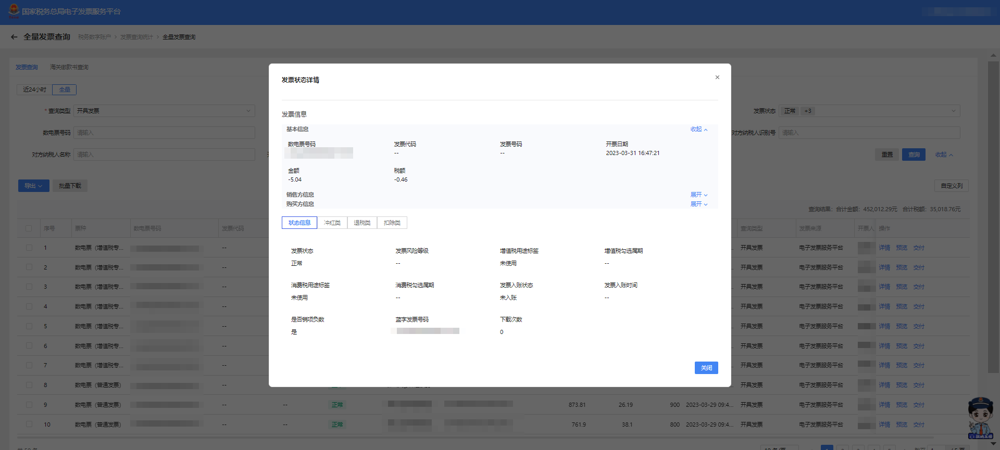 国家税务总局电子发票服务平台
全量发票查询 税务数字账户 > 发票查询统计 > 全量发票查询
发票查询 海关缴款书查询
近24小时 全量
* 查询类型 开具发票
发票状态 正常 +3
数电票号码 请输入
对方纳税人识别号 请输入
对方纳税人名称 请输入
重置 查询 收起
导出 批量下载
自定义列
查询结果: 合计金额: 452,012.29元 合计税额: 35,018.76元
序号 票种 数电票号码 发票代码 查询类型 发票来源 开票人 操作
1 数电票（增值税专... -- 开具发票 电子发票服务平台 详情 预览 交付
2 数电票（增值税专... -- 开具发票 电子发票服务平台 详情 预览 交付
3 数电票（增值税专... -- 开具发票 电子发票服务平台 详情 预览 交付
4 数电票（增值税专... -- 开具发票 电子发票服务平台 详情 预览 交付
5 数电票（增值税专... -- 开具发票 电子发票服务平台 详情 预览 交付
6 数电票（增值税专... -- 开具发票 电子发票服务平台 详情 预览 交付
7 数电票（增值税专... -- 开具发票 电子发票服务平台 详情 预览 交付
8 数电票（普通发票） -- 开具发票 电子发票服务平台 详情 预览 交付
9 数电票（普通发票） -- -- 正常 873.81 26.19 900 2023-03-29 09:4... 开具发票 电子发票服务平台 详情 预览 交付
10 数电票（普通发票） -- -- 正常 761.9 38.1 800 2023-03-29 09:4... 开具发票 电子发票服务平台 详情 预览 交付
发票状态详情 ×
发票信息
基本信息 收起
数电票号码 发票代码 发票号码 开票日期
-- -- 2023-03-31 16:47:21
金额 税额
-5.04 -0.46
销售方信息 展开
购买方信息 展开
状态信息 冲红类 退税类 扣除类
发票状态 发票风险等级 增值税用途标签 增值税勾选属期
正常 -- 未使用 --
消费税用途标签 消费税勾选属期 发票入账状态 发票入账时间
未使用 -- 未入账 --
是否销项负数 蓝字发票号码 下载次数
是 0
关闭